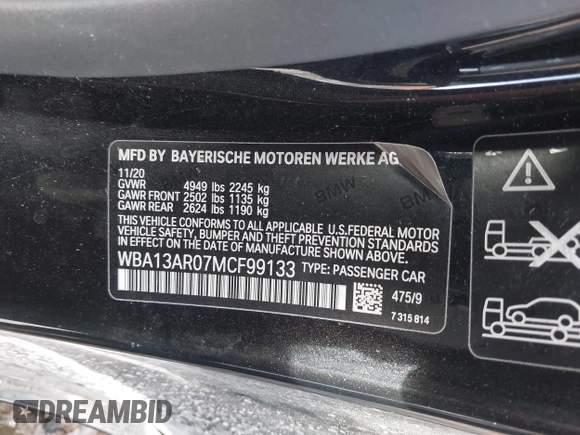 MFD BY BAYERISCHE MOTOREN WERKE AG
11/20
GVWR 4949 lbs 2245 kg
GAWR FRONT 2502 lbs 1135 kg
GAWR REAR 2624 lbs 1190 kg
BMW
BMW
THIS VEHICLE CONFORMS TO ALL APPLICABLE U.S.FEDERAL MOTOR
VEHICLE SAFETY, BUMPER AND THEFT PREVENTION STANDARDS
IN EFFECT ON THE DATE OF MANUFACTURE SHOWN ABOVE.
WBA13AR07MCF99133 TYPE: PASSENGER CAR
475/9
7 315 814
DREAMBID